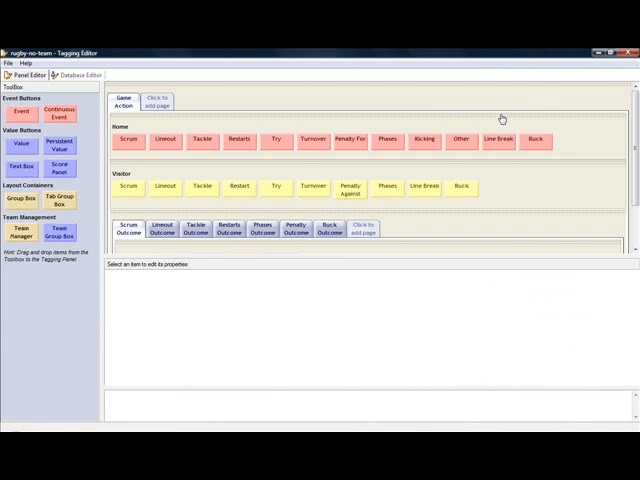 rugby-no-team - Tagging Editor
File Help
Panel Editor Database Editor
ToolBox
Event Buttons
Event Continuous Event
Value Buttons
Value Persistent Value
Text Box Score Panel
Layout Containers
Group Box Tab Group Box
Team Management
Team Manager Team Group Box
Hint: Drag and drop items from the
Toolbox to the Tagging Panel
Game Action Click to add page
Home
Scrum Lineout Tackle Restarts Try Turnover Penalty For Phases Kicking Other Line Break Ruck
Visitor
Scrum Lineout Tackle Restart Try Turnover Penalty Against Phases Line Break Ruck
Scrum Outcome Lineout Outcome Tackle Outcome Restarts Outcome Phases Outcome Penalty Outcome Ruck Outcome Click to add page
Select an item to edit its properties